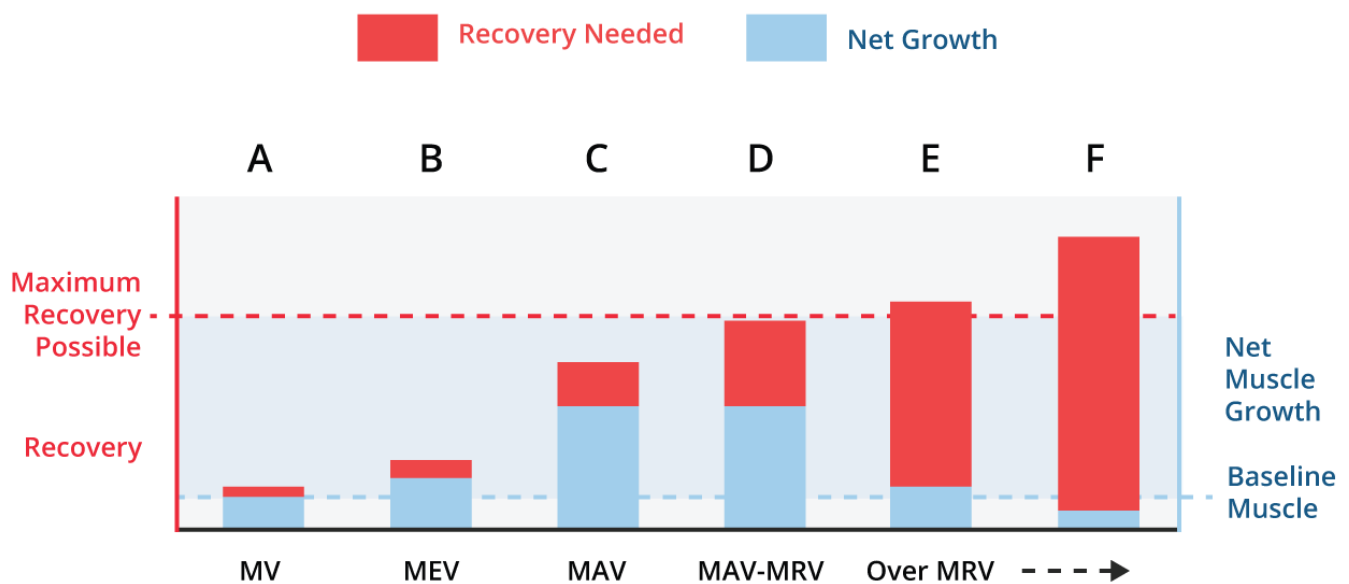 Recovery Needed
Net Growth
A B C D E F
Maximum
Recovery
Possible
Recovery
Net
Muscle
Growth
Baseline
Muscle
MV MEV MAV MAV-MRV Over MRV